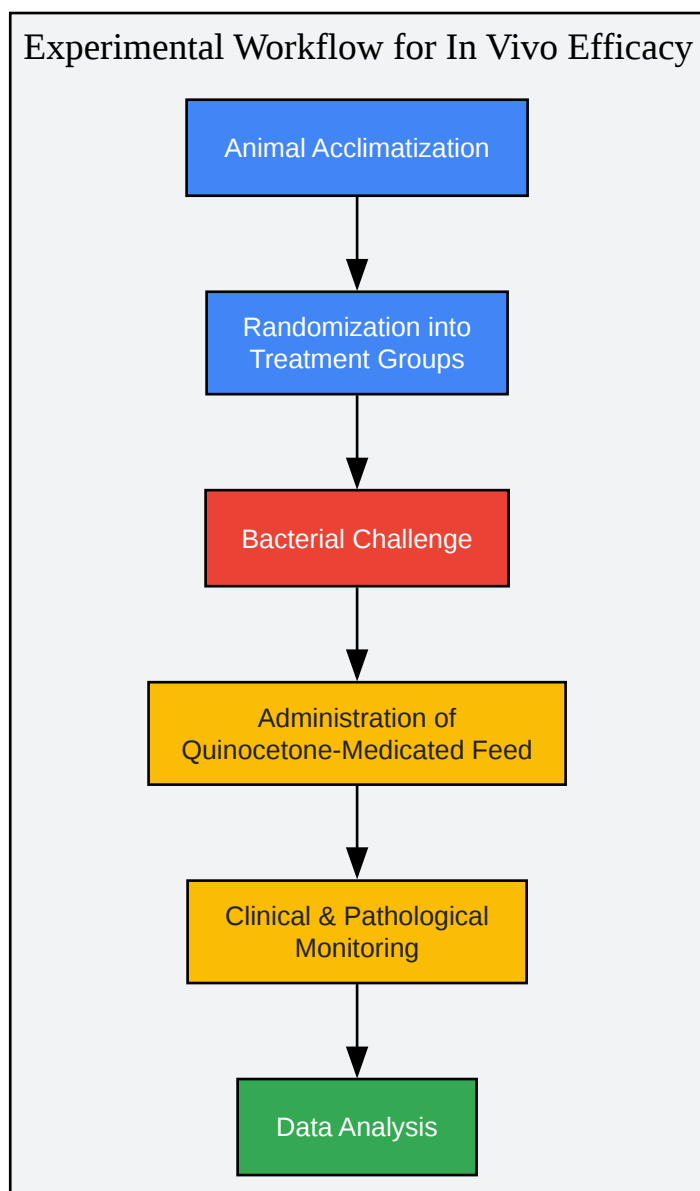 Experimental Workflow for In Vivo Efficacy
Animal Acclimatization
Randomization into
Treatment Groups
Bacterial Challenge
Administration of
Quinocetone-Medicated Feed
Clinical & Pathological
Monitoring
Data Analysis